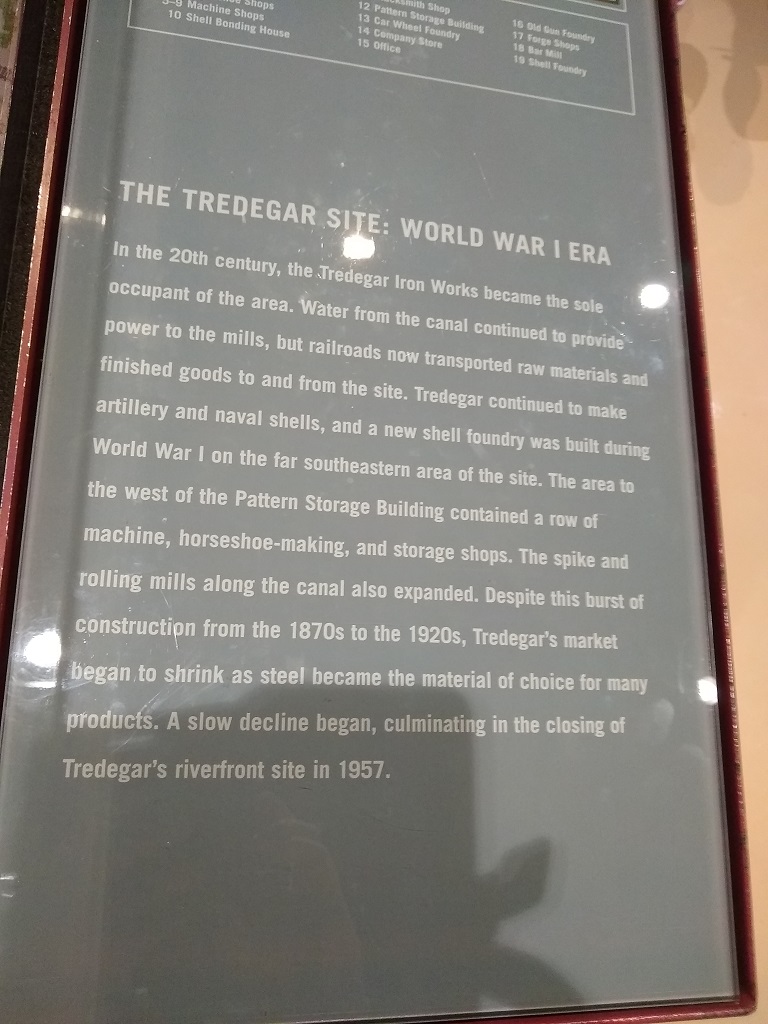 Shops
Machine Shops
10 Shell Bonding House
Shop
12 Pattern Storage Building
13 Car Wheel Foundry
14 Company Store
15 Office
16 Old Gun Foundry
17 Forge Shops
18 Bar Mill
19 Shell Foundry
THE TREDEGAR SITE: WORLD WAR I ERA
In the 20th century, the Tredegar Iron Works became the sole
occupant of the area. Water from the canal continued to provide
power to the mills, but railroads now transported raw materials and
finished goods to and from the site. Tredegar continued to make
artillery and naval shells, and a new shell foundry was built during
World War I on the far southeastern area of the site. The area to
the west of the Pattern Storage Building contained a row of
machine, horseshoe-making, and storage shops. The spike and
rolling mills along the canal also expanded. Despite this burst of
construction from the 1870s to the 1920s, Tredegar's market
began to shrink as steel became the material of choice for many
products. A slow decline began, culminating in the closing of
Tredegar's riverfront site in 1957.